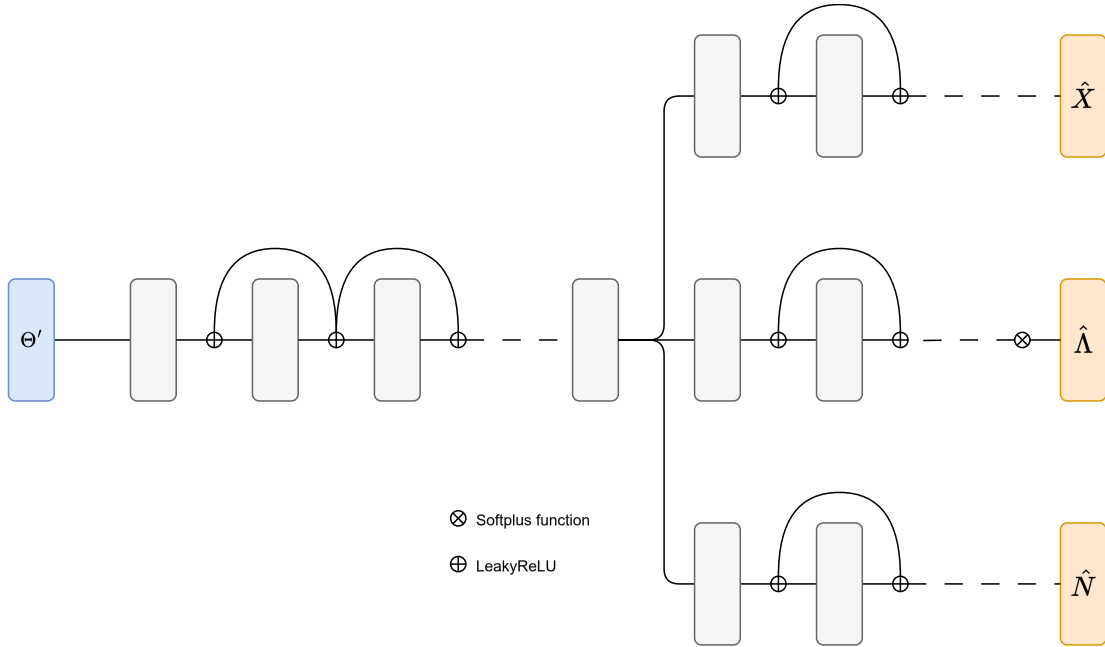 X̂
Θ′
Λ̂
Softplus function
LeakyReLU
N̂